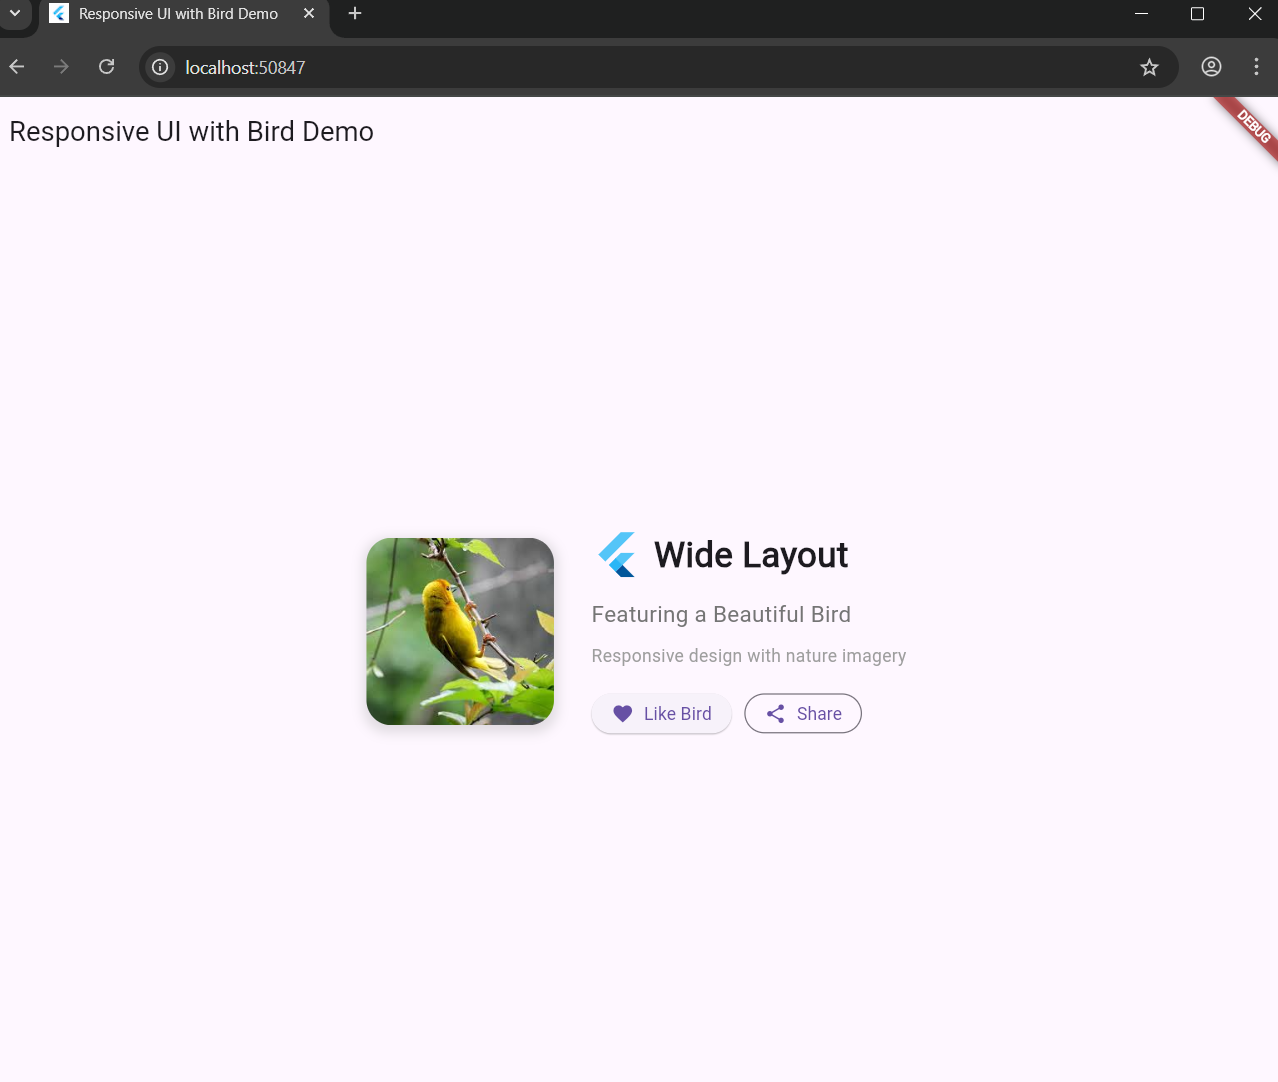 Responsive UI with Bird Demo
localhost:50847
Responsive UI with Bird Demo
DEBUG
Wide Layout
Featuring a Beautiful Bird
Responsive design with nature imagery
Like Bird
Share